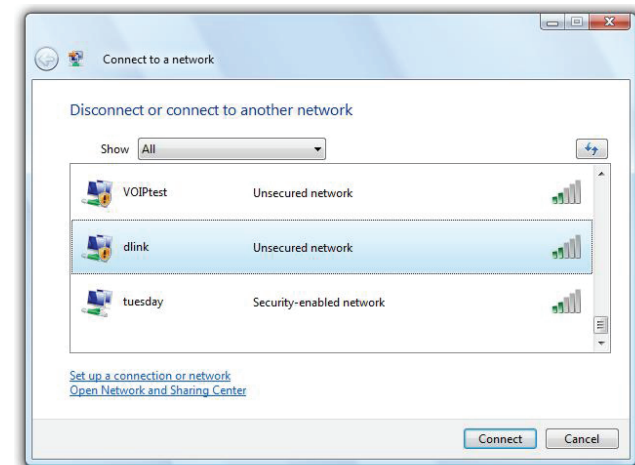 Connect to a network
Disconnect or connect to another network
Show All
VOIPtest Unsecured network
dlink Unsecured network
tuesday Security-enabled network
Set up a connection or network
Open Network and Sharing Center
Connect Cancel